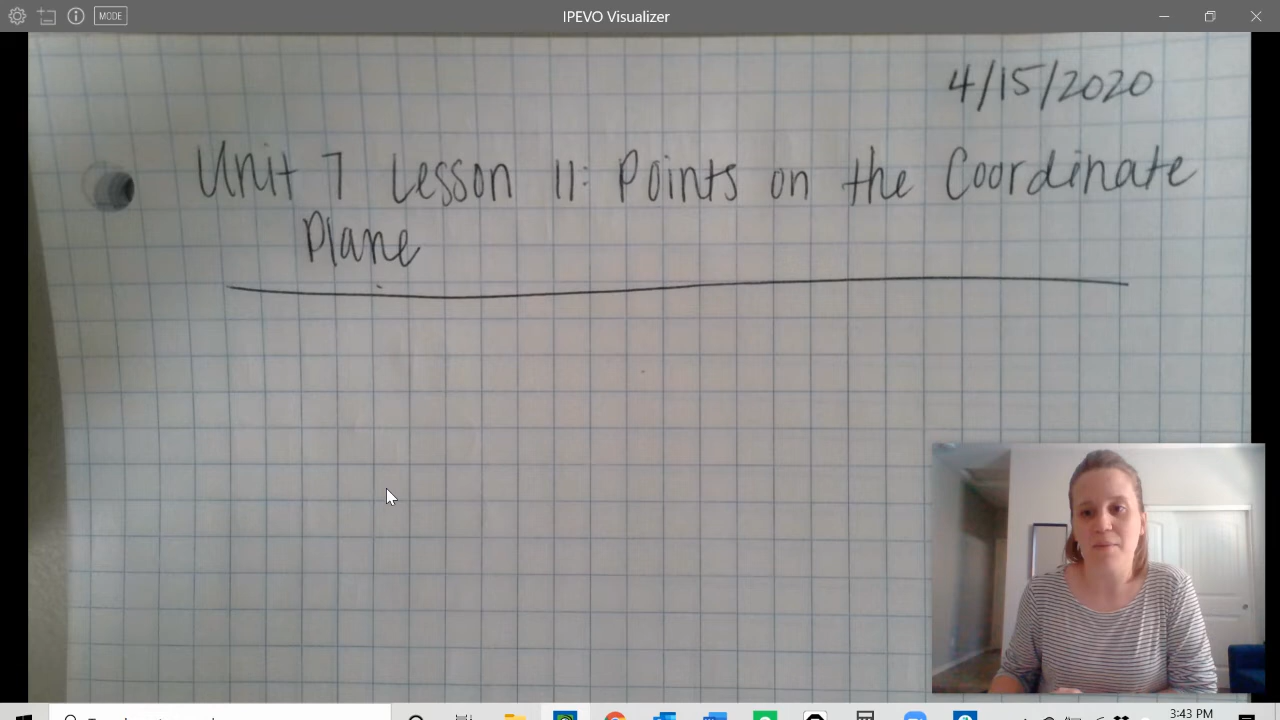 IPEVO Visualizer
MODE
4/15/2020
Unit 7 Lesson 11: Points on the Coordinate
Plane
3:43 PM